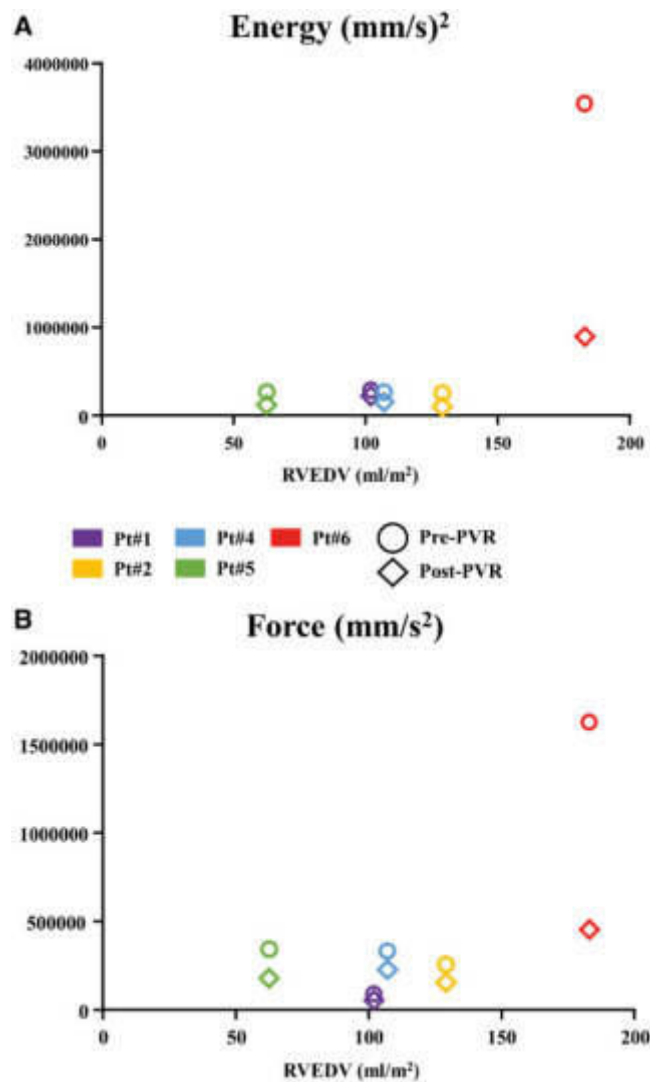 A
Energy (mm/s)²
4000000
3000000
2000000
1000000
0
0 50 100 150 200
RVEDV (ml/m²)
Pt#1 Pt#4 Pt#6 Pre-PVR
Pt#2 Pt#5 Post-PVR
B
Force (mm/s²)
2000000
1500000
1000000
500000
0
0 50 100 150 200
RVEDV (ml/m²)